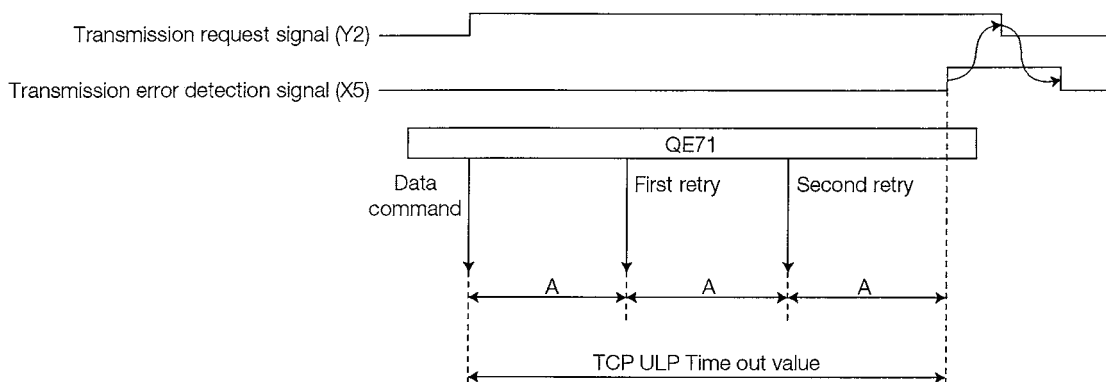 Transmission request signal (Y2)
Transmission error detection signal (X5)
QE71
Data
command
First retry
Second retry
A
A
A
TCP ULP Time out value